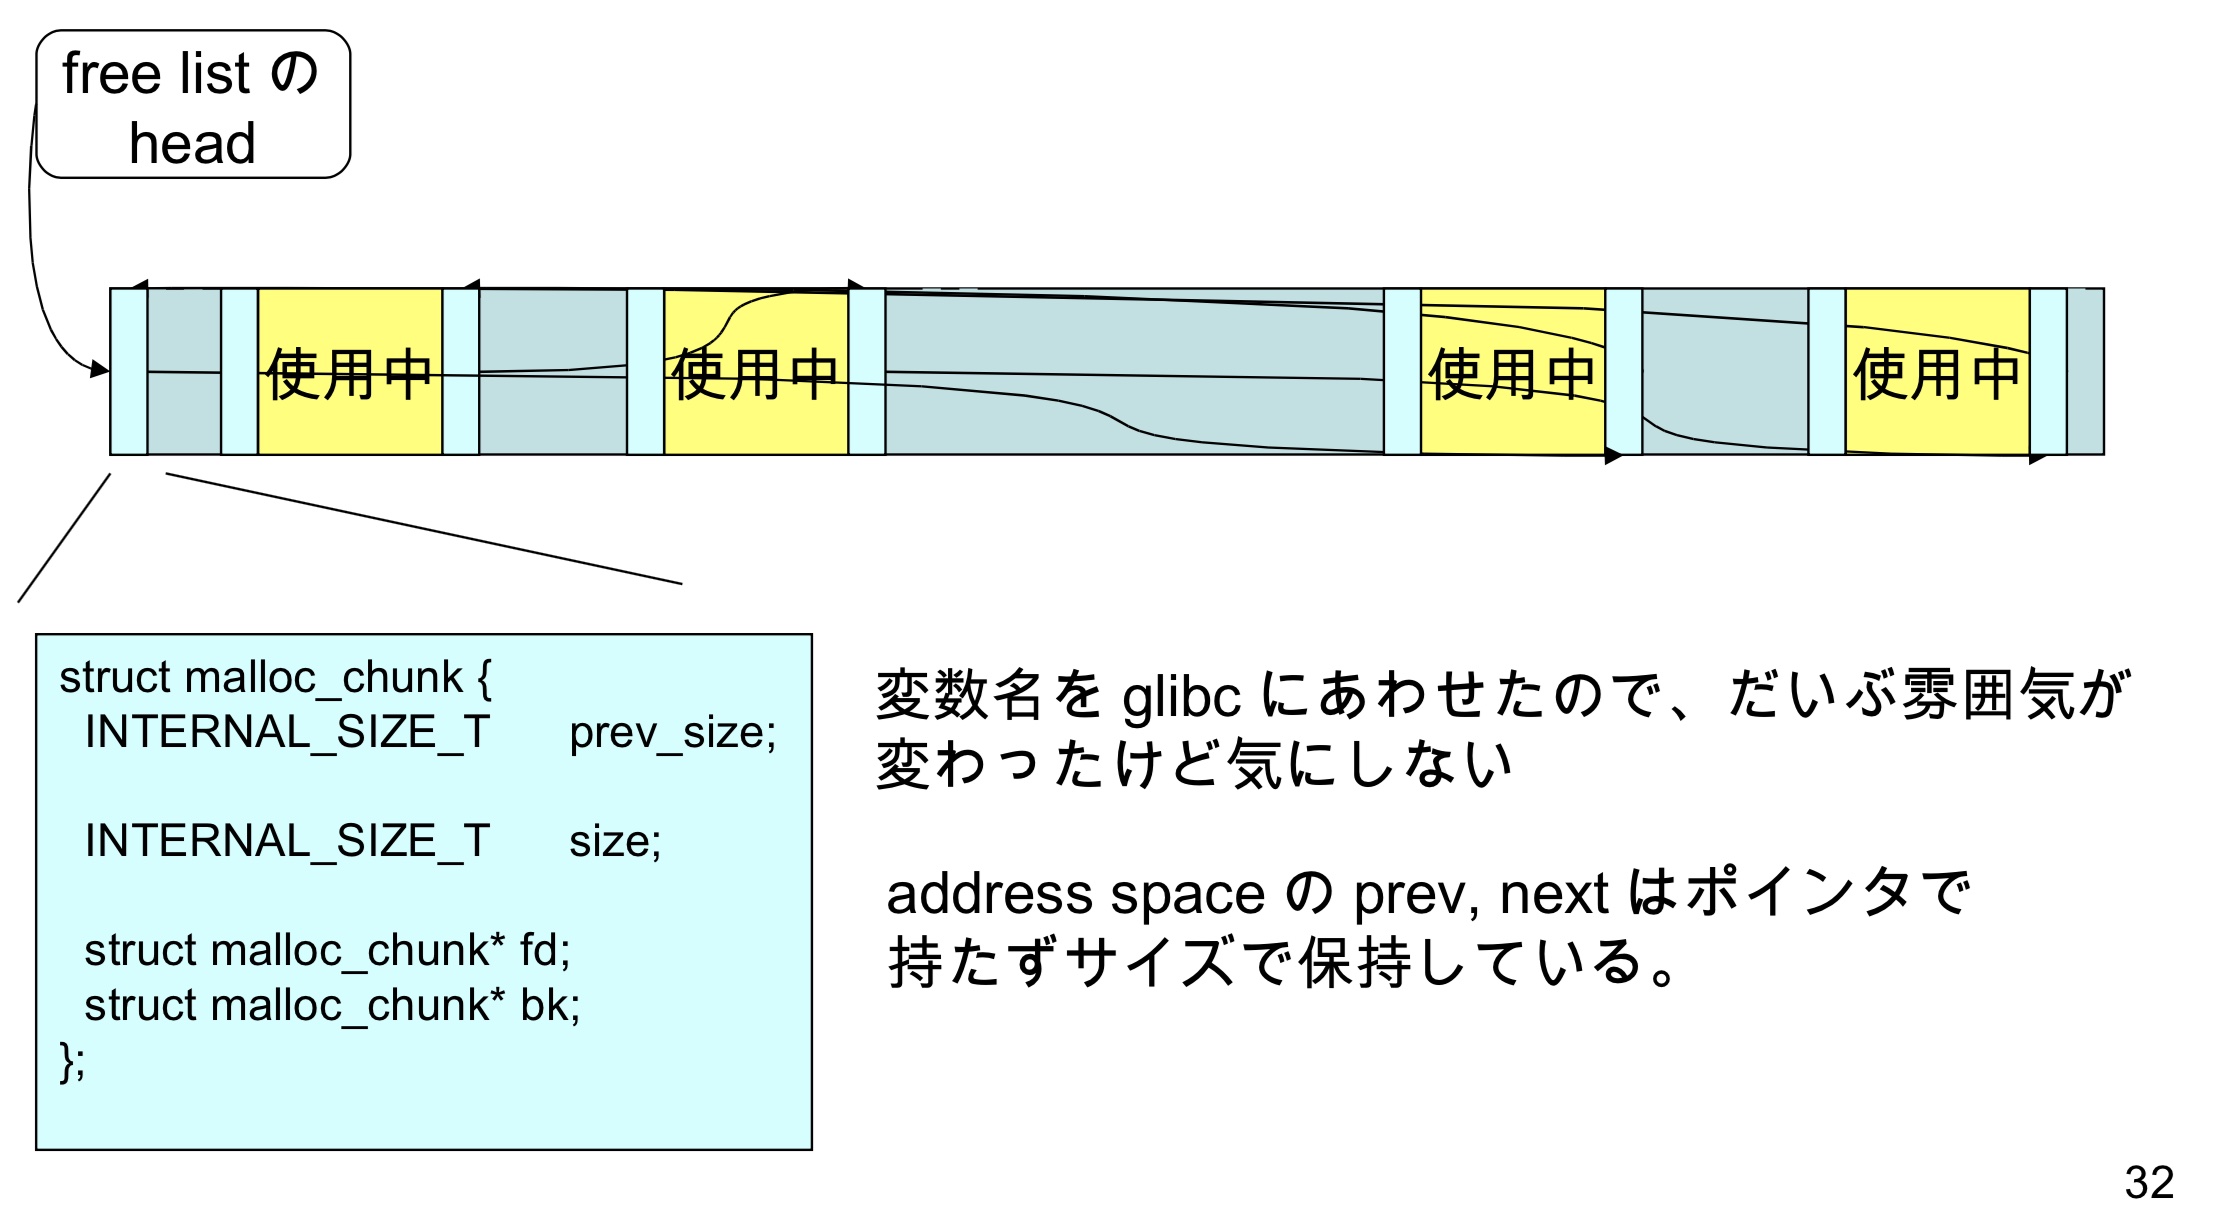 free list の
head
使用中 使用中 使用中 使用中
struct malloc_chunk {
INTERNAL_SIZE_T prev_size;
INTERNAL_SIZE_T size;
struct malloc_chunk* fd;
struct malloc_chunk* bk;
};
変数名を glibc にあわせたので、だいぶ雰囲気が
変わったけど気にしない
address space の prev, next はポインタで
持たずサイズで保持している。
32